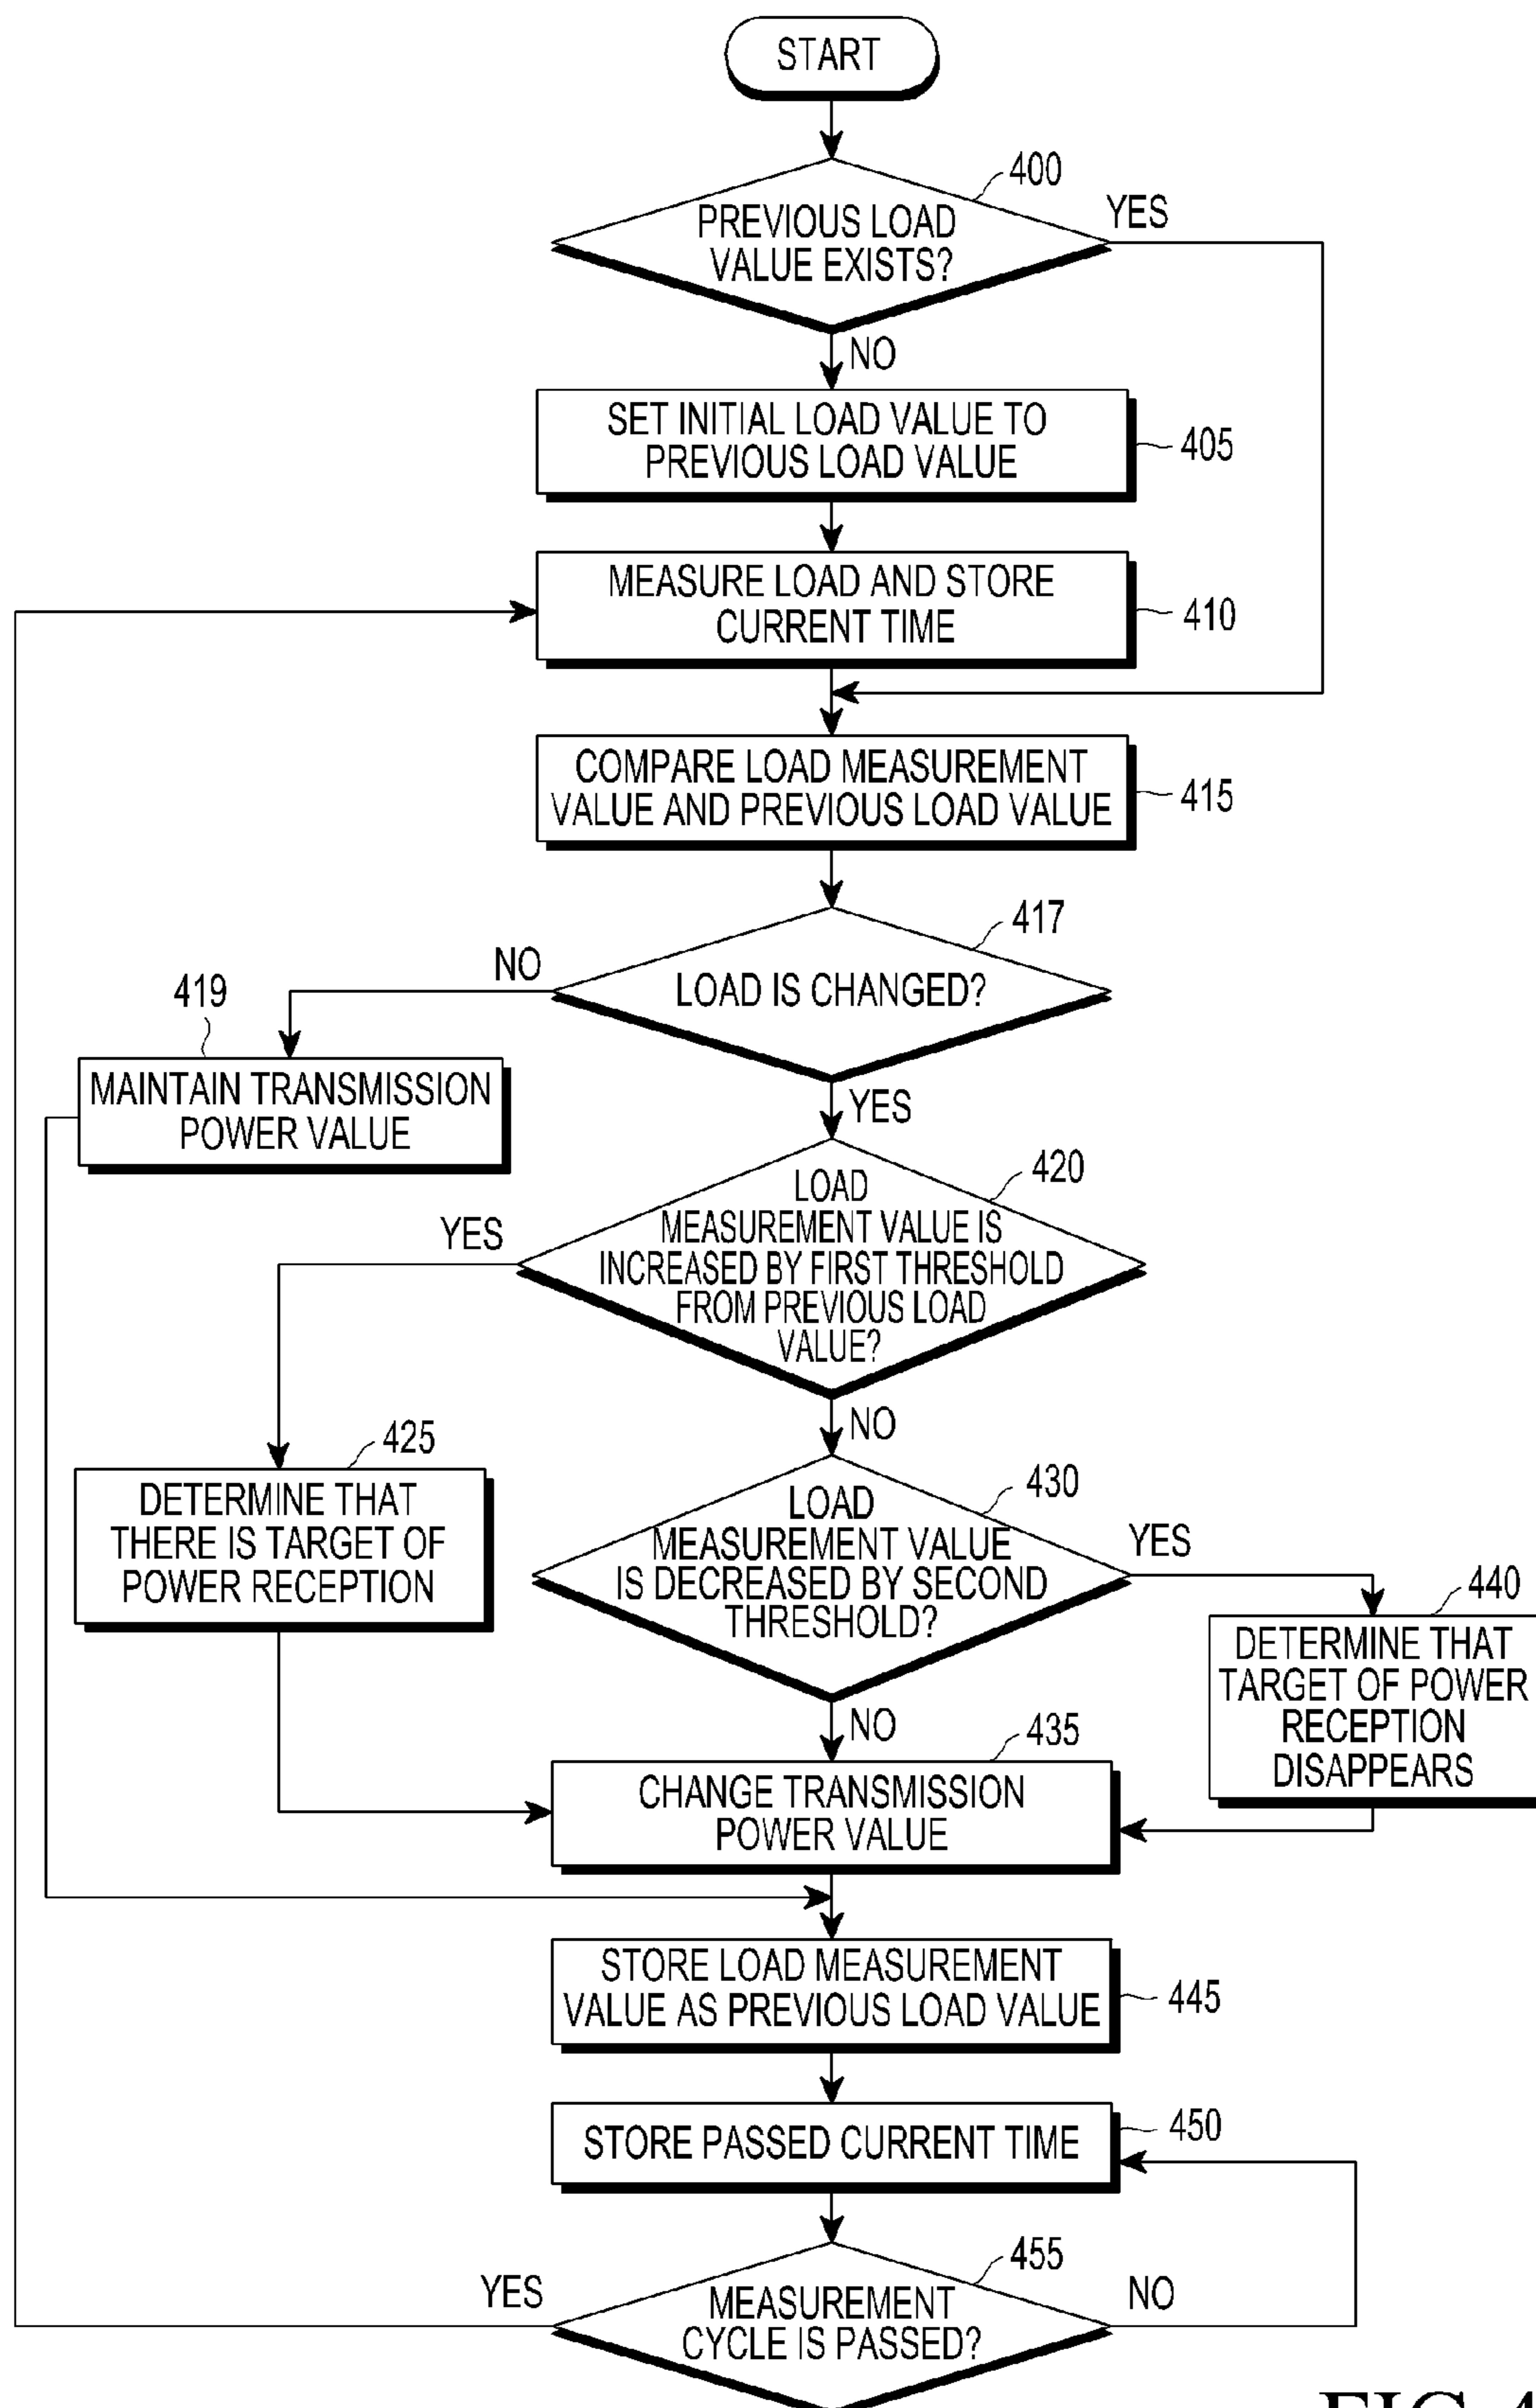 START
400
PREVIOUS LOAD
VALUE EXISTS?
YES
NO
SET INITIAL LOAD VALUE TO
PREVIOUS LOAD VALUE
405
MEASURE LOAD AND STORE
CURRENT TIME
410
COMPARE LOAD MEASUREMENT
VALUE AND PREVIOUS LOAD VALUE
415
417
NO
LOAD IS CHANGED?
419
MAINTAIN TRANSMISSION
POWER VALUE
YES
420
LOAD
MEASUREMENT VALUE IS
INCREASED BY FIRST THRESHOLD
FROM PREVIOUS LOAD
VALUE?
YES
NO
425
DETERMINE THAT
THERE IS TARGET OF
POWER RECEPTION
430
LOAD
MEASUREMENT VALUE
IS DECREASED BY SECOND
THRESHOLD?
YES
440
DETERMINE THAT
TARGET OF POWER
RECEPTION
DISAPPEARS
NO
435
CHANGE TRANSMISSION
POWER VALUE
STORE LOAD MEASUREMENT
VALUE AS PREVIOUS LOAD VALUE
445
STORE PASSED CURRENT TIME
450
455
YES
MEASUREMENT
CYCLE IS PASSED?
NO